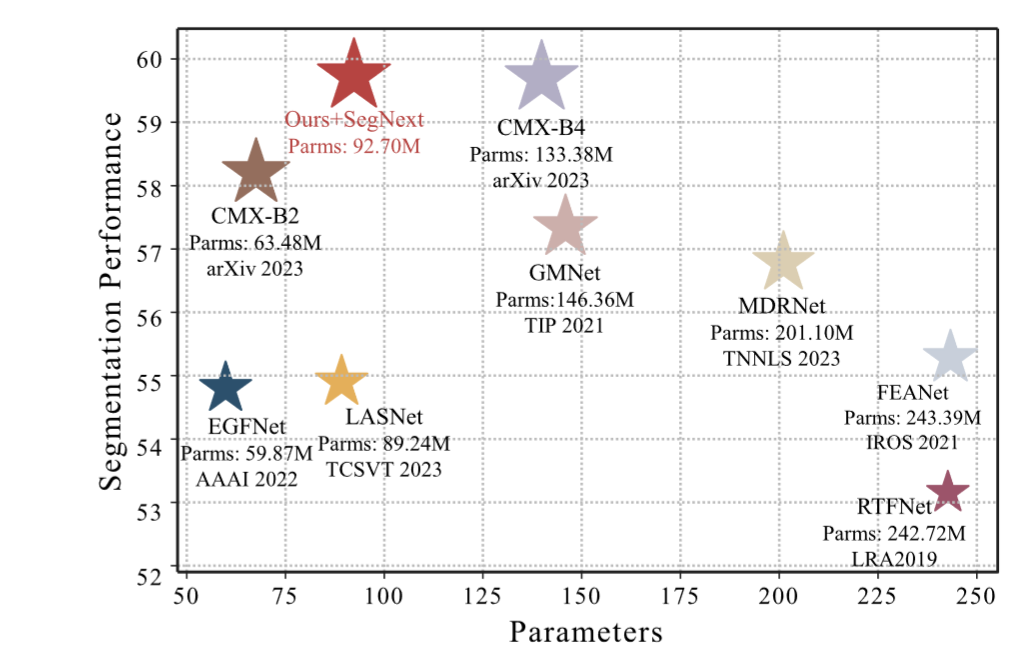 60
59
58
57
56
55
54
53
52
Segmentation Performance
Ours+SegNext
Parms: 92.70M
CMX-B4
Parms: 133.38M
arXiv 2023
CMX-B2
Parms: 63.48M
arXiv 2023
GMNet
Parms:146.36M
TIP 2021
MDRNet
Parms: 201.10M
TNNLS 2023
FEANet
Parms: 243.39M
IROS 2021
EGFNet
Parms: 59.87M
AAAI 2022
LASNet
Parms: 89.24M
TCSVT 2023
RTFNet
Parms: 242.72M
LRA2019
50 75 100 125 150 175 200 225 250
Parameters